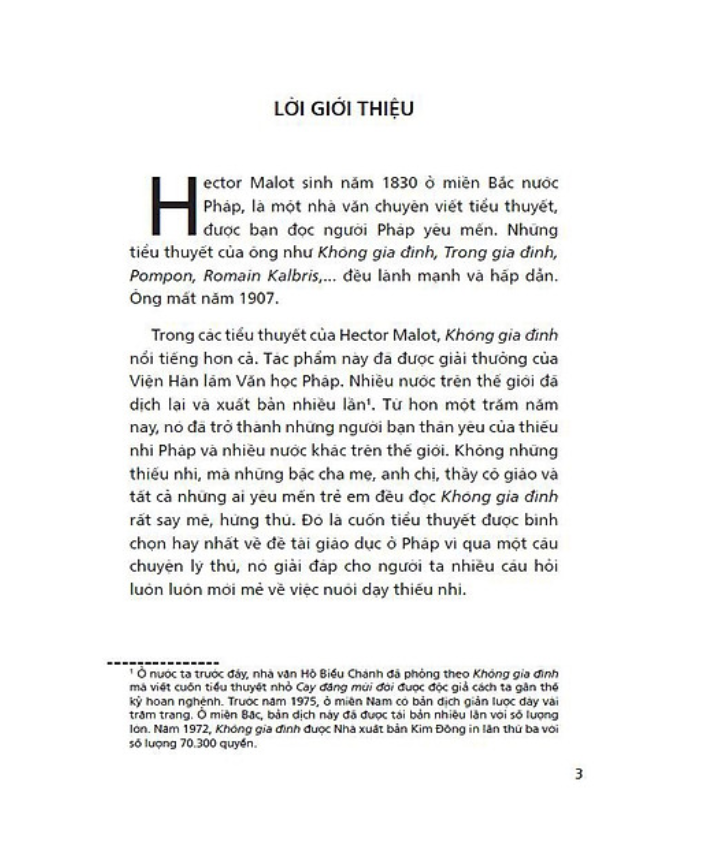 LỜI GIỚI THIỆU
Hector Malot sinh năm 1830 ở miền Bắc nước
Pháp, là một nhà văn chuyên viết tiểu thuyết,
được bạn đọc người Pháp yêu mến. Những
tiểu thuyết của ông như Không gia đình, Trong gia đình,
Pompon, Romain Kalbris,... đều lành mạnh và hấp dẫn.
Ông mất năm 1907.
Trong các tiểu thuyết của Hector Malot, Không gia đình
nổi tiếng hơn cả. Tác phẩm này đã được giải thưởng của
Viện Hàn lâm Văn học Pháp. Nhiều nước trên thế giới đã
dịch lại và xuất bản nhiều lần¹. Từ hơn một trăm năm
nay, nó đã trở thành những người bạn thân yêu của thiếu
nhi Pháp và nhiều nước khác trên thế giới. Không những
thiếu nhi, mà những bậc cha mẹ, anh chị, thầy cô giáo và
tất cả những ai yêu mến trẻ em đều đọc Không gia đình
rất say mê, hứng thú. Đó là cuốn tiểu thuyết được bình
chọn hay nhất về đề tài giáo dục ở Pháp vì qua một câu
chuyện lý thú, nó giải đáp cho người ta nhiều câu hỏi
luôn luôn mới mẻ về việc nuôi dạy thiếu nhi.
¹ Ở nước ta trước đây, nhà văn Hồ Biểu Chánh đã phỏng theo Không gia đình
mà viết cuốn tiểu thuyết nhỏ Cay đắng mùi đời được độc giả cách ta gần thế
kỷ hoan nghênh. Trước năm 1975, ở miền Nam có bản dịch giản lược dày vài
trăm trang. Ở miền Bắc, bản dịch này đã được tái bản nhiều lần với số lượng
lớn. Năm 1972, Không gia đình được Nhà xuất bản Kim Đồng in lần thứ ba với
số lượng 70.300 quyển.
3